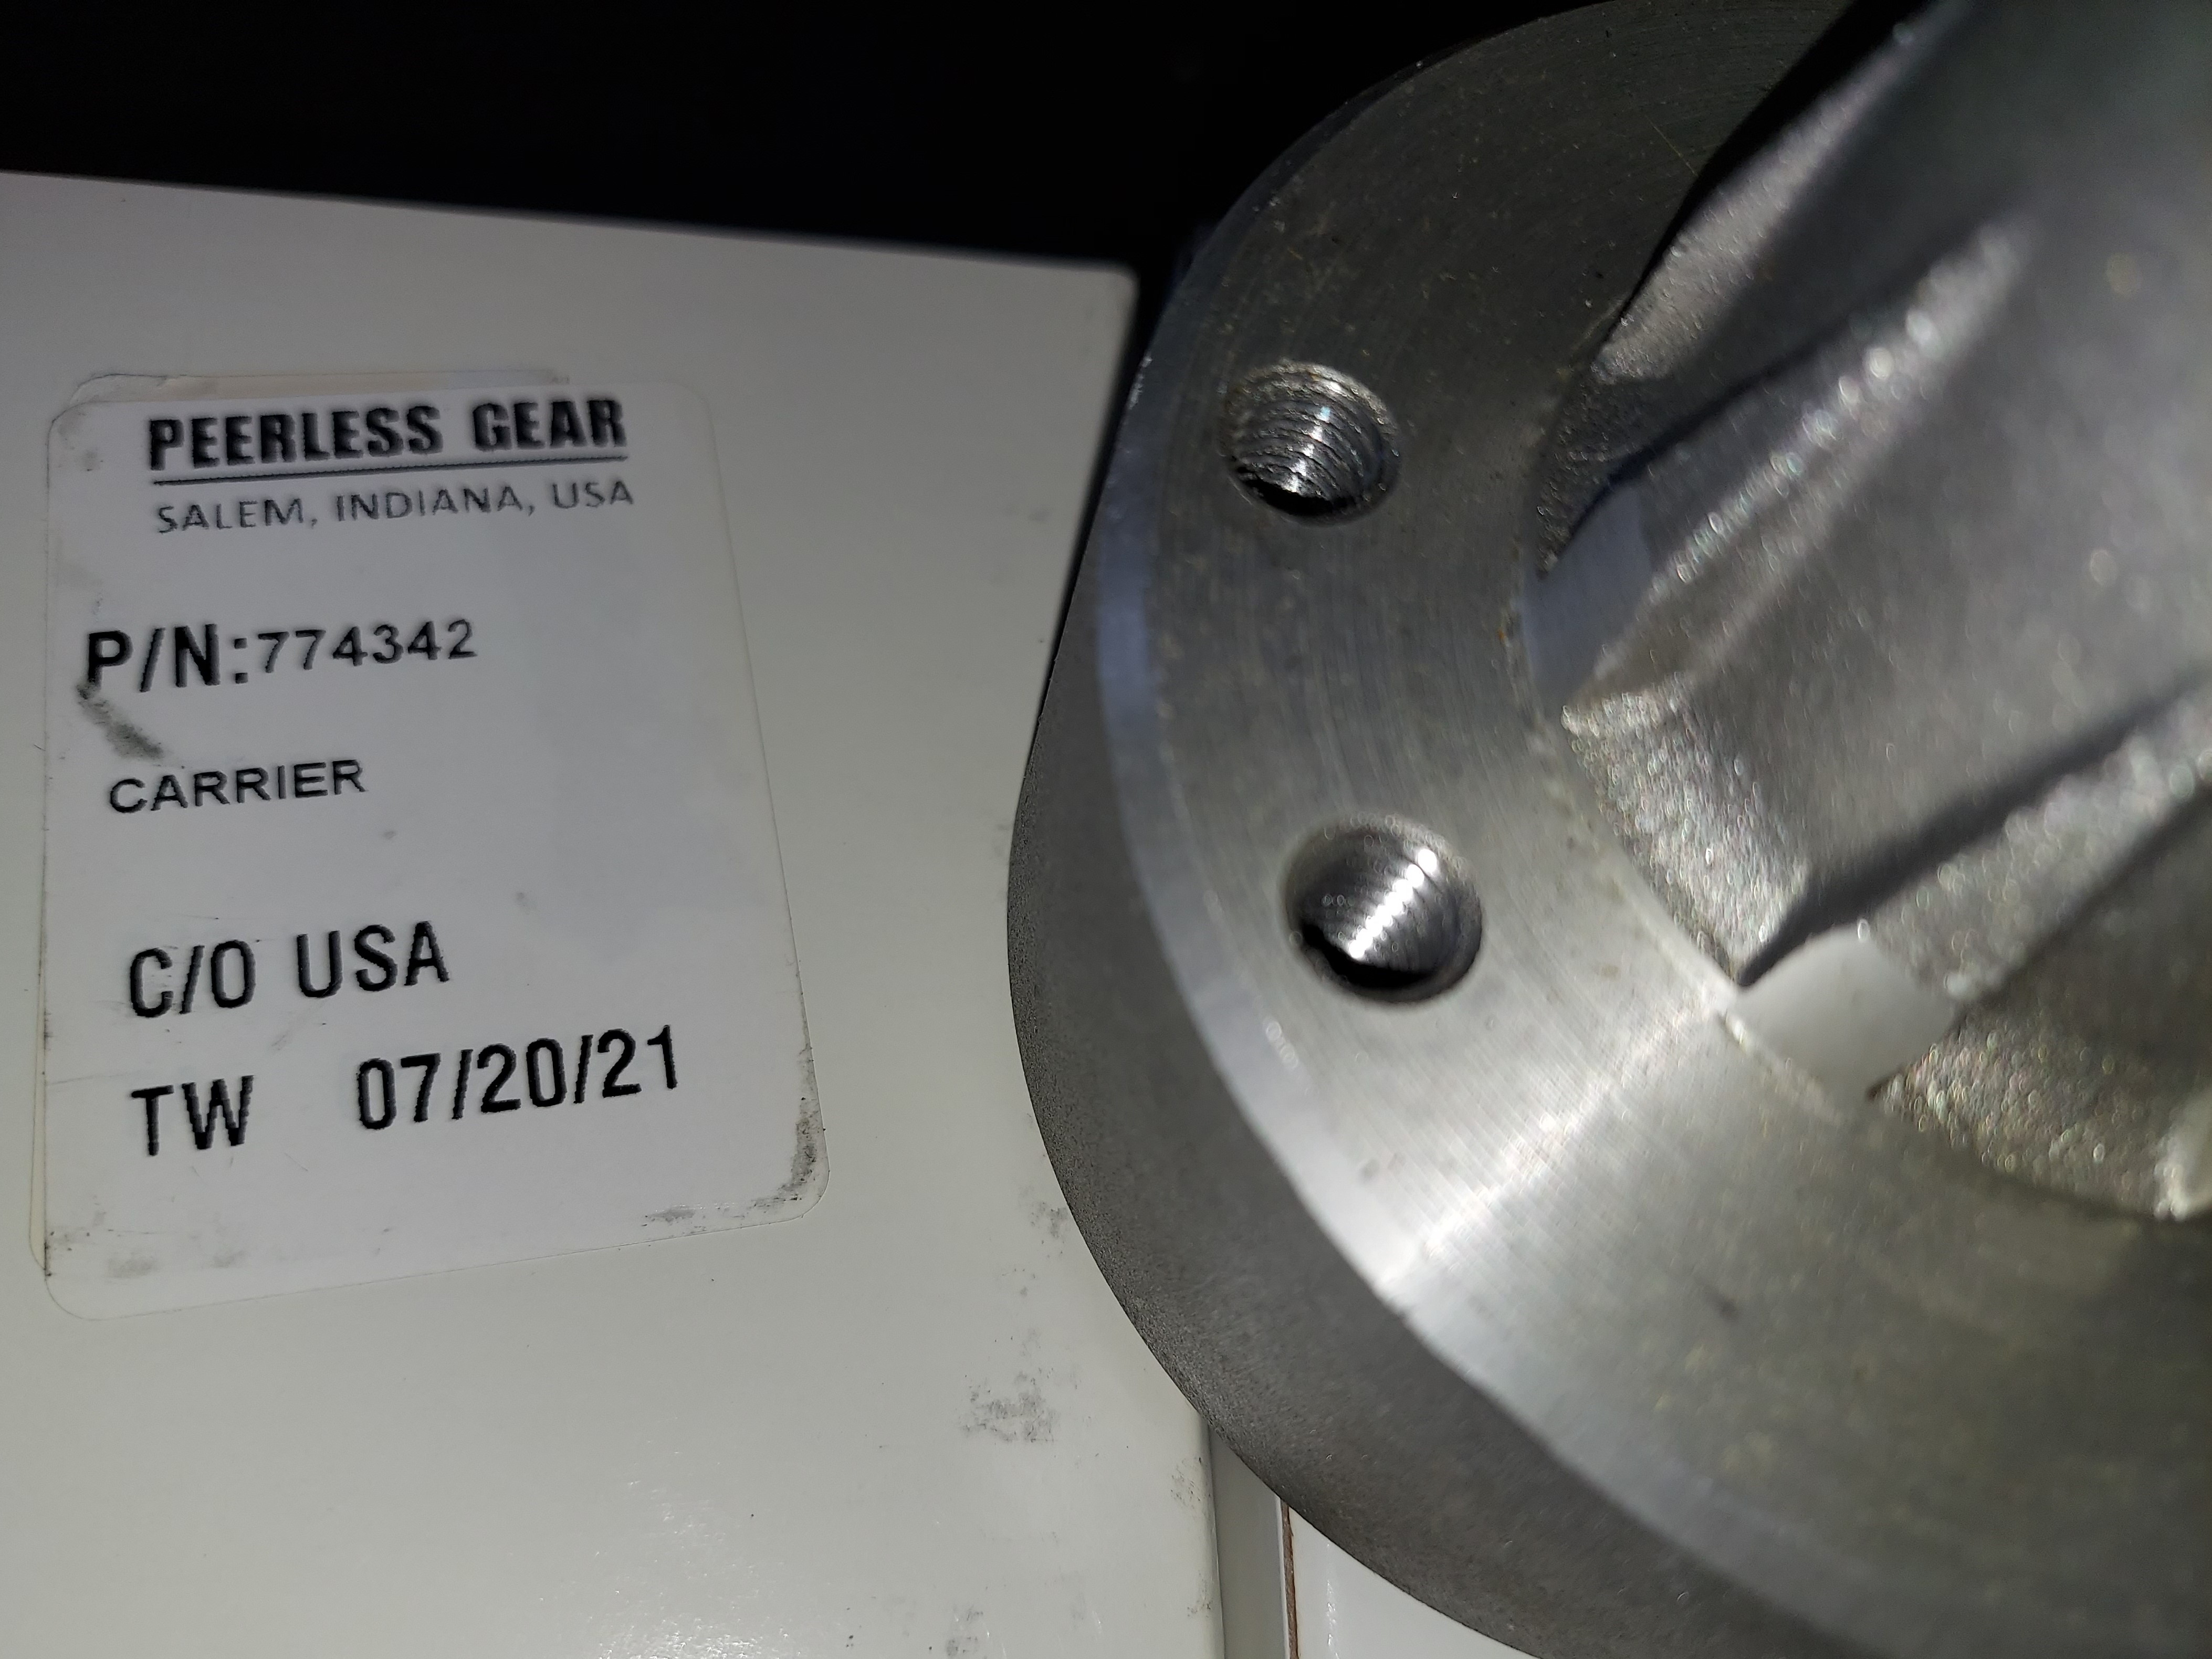 PEERLESS GEAR
SALEM, INDIANA, USA
P/N:774342
CARRIER
C/O USA
TW 07/20/21